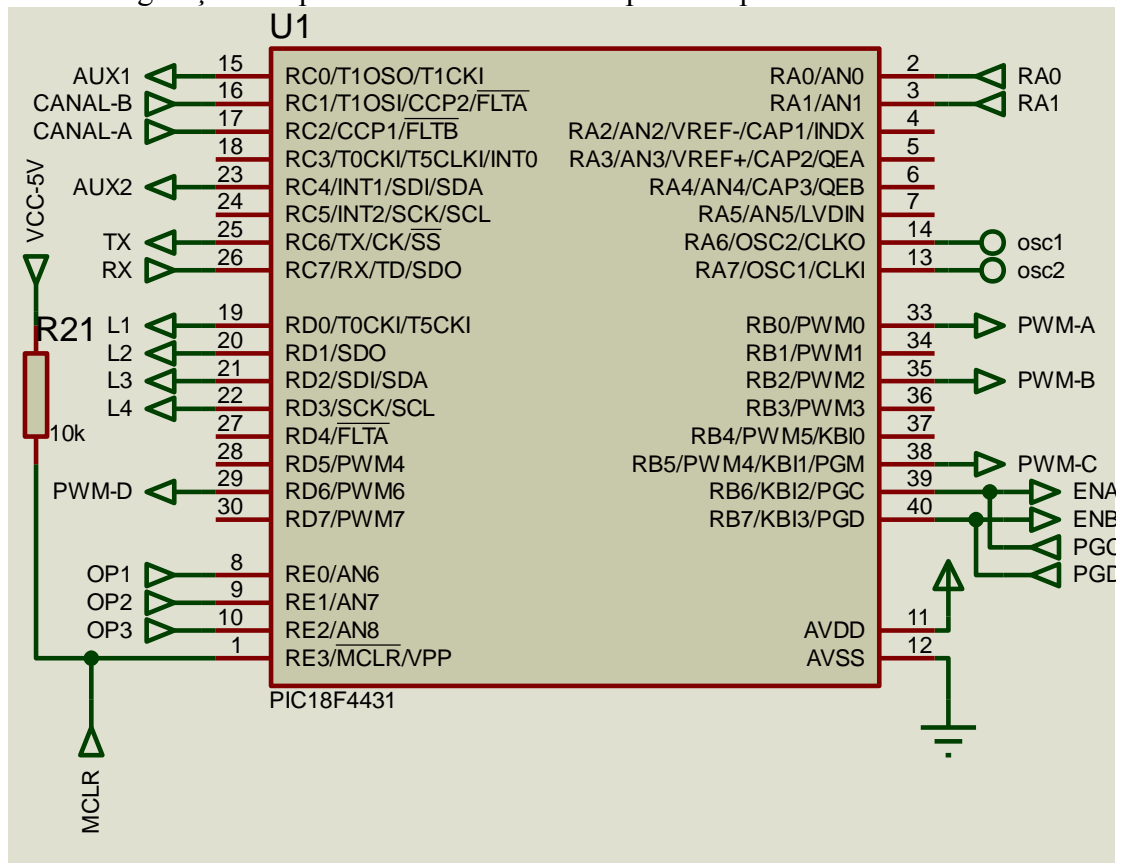 U1
AUX1 15 RC0/T1OSO/T1CKI RA0/AN0 2 RA0
CANAL-B 16 RC1/T1OSI/CCP2/FLTA RA1/AN1 3 RA1
CANAL-A 17 RC2/CCP1/FLTB RA2/AN2/VREF-/CAP1/INDX 4
18 RC3/T0CKI/T5CLKI/INT0 RA3/AN3/VREF+/CAP2/QEA 5
AUX2 23 RC4/INT1/SDI/SDA RA4/AN4/CAP3/QEB 6
24 RC5/INT2/SCK/SCL RA5/AN5/LVDIN 7
TX 25 RC6/TX/CK/SS RA6/OSC2/CLKO 14 osc1
RX 26 RC7/RX/TD/SDO RA7/OSC1/CLKI 13 osc2
VCC-5V
L1 19 RD0/T0CKI/T5CKI RB0/PWM0 33 PWM-A
L2 20 RD1/SDO RB1/PWM1 34
L3 21 RD2/SDI/SDA RB2/PWM2 35 PWM-B
L4 22 RD3/SCK/SCL RB3/PWM3 36
27 RD4/FLTA RB4/PWM5/KBI0 37
28 RD5/PWM4 RB5/PWM4/KBI1/PGM 38 PWM-C
PWM-D 29 RD6/PWM6 RB6/KBI2/PGC 39 ENA
30 RD7/PWM7 RB7/KBI3/PGD 40 ENB
PGC
PGD
R21
10k
OP1 8 RE0/AN6
OP2 9 RE1/AN7
OP3 10 RE2/AN8 AVDD 11
1 RE3/MCLR/VPP AVSS 12
PIC18F4431
MCLR